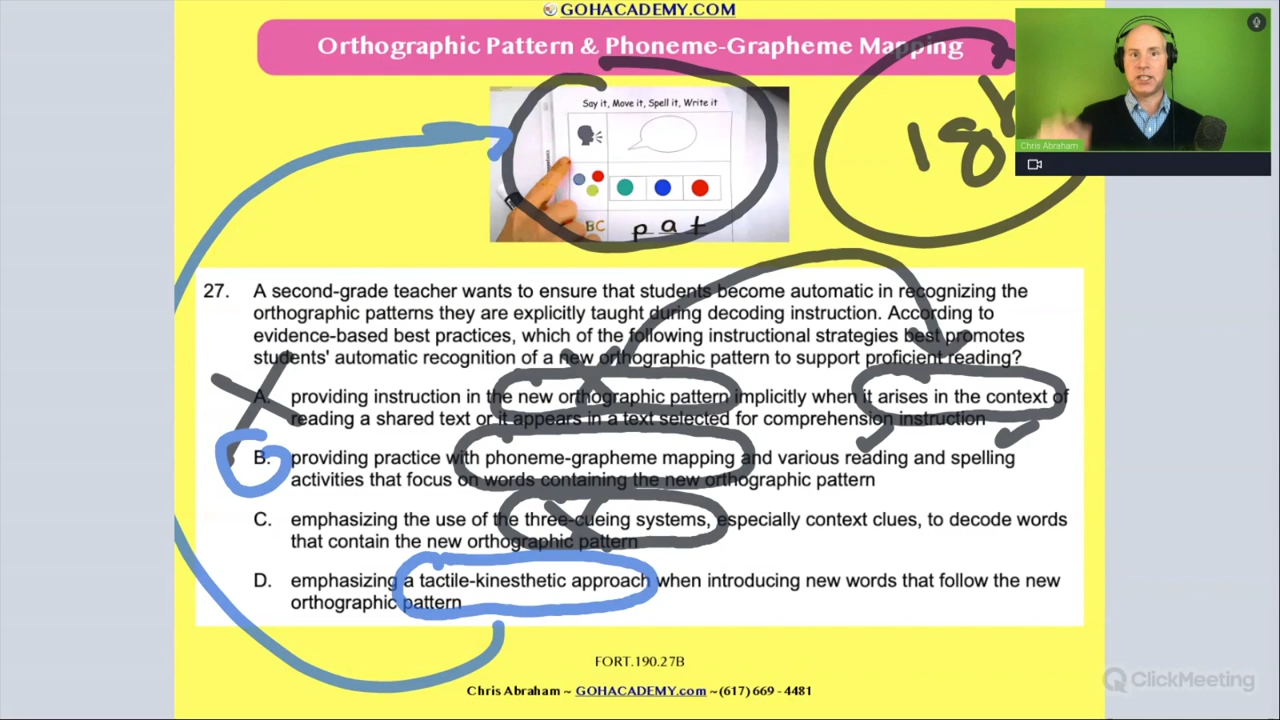 GOHACADEMY.COM
Orthographic Pattern & Phoneme-Grapheme Mapping
Say it, Move it, Spell it, Write it
BC
p a t
Chris Abraham
27. A second-grade teacher wants to ensure that students become automatic in recognizing the
orthographic patterns they are explicitly taught during decoding instruction. According to
evidence-based best practices, which of the following instructional strategies best promotes
students' automatic recognition of a new orthographic pattern to support proficient reading?
A. providing instruction in the new orthographic pattern implicitly when it arises in the context of
reading a shared text or it appears in a text selected for comprehension instruction
B. providing practice with phoneme-grapheme mapping and various reading and spelling
activities that focus on words containing the new orthographic pattern
C. emphasizing the use of the three-cueing systems, especially context clues, to decode words
that contain the new orthographic pattern
D. emphasizing a tactile-kinesthetic approach when introducing new words that follow the new
orthographic pattern
FORT.190.27B
Chris Abraham ~ GOHACADEMY.com ~(617) 669 - 4481
ClickMeeting